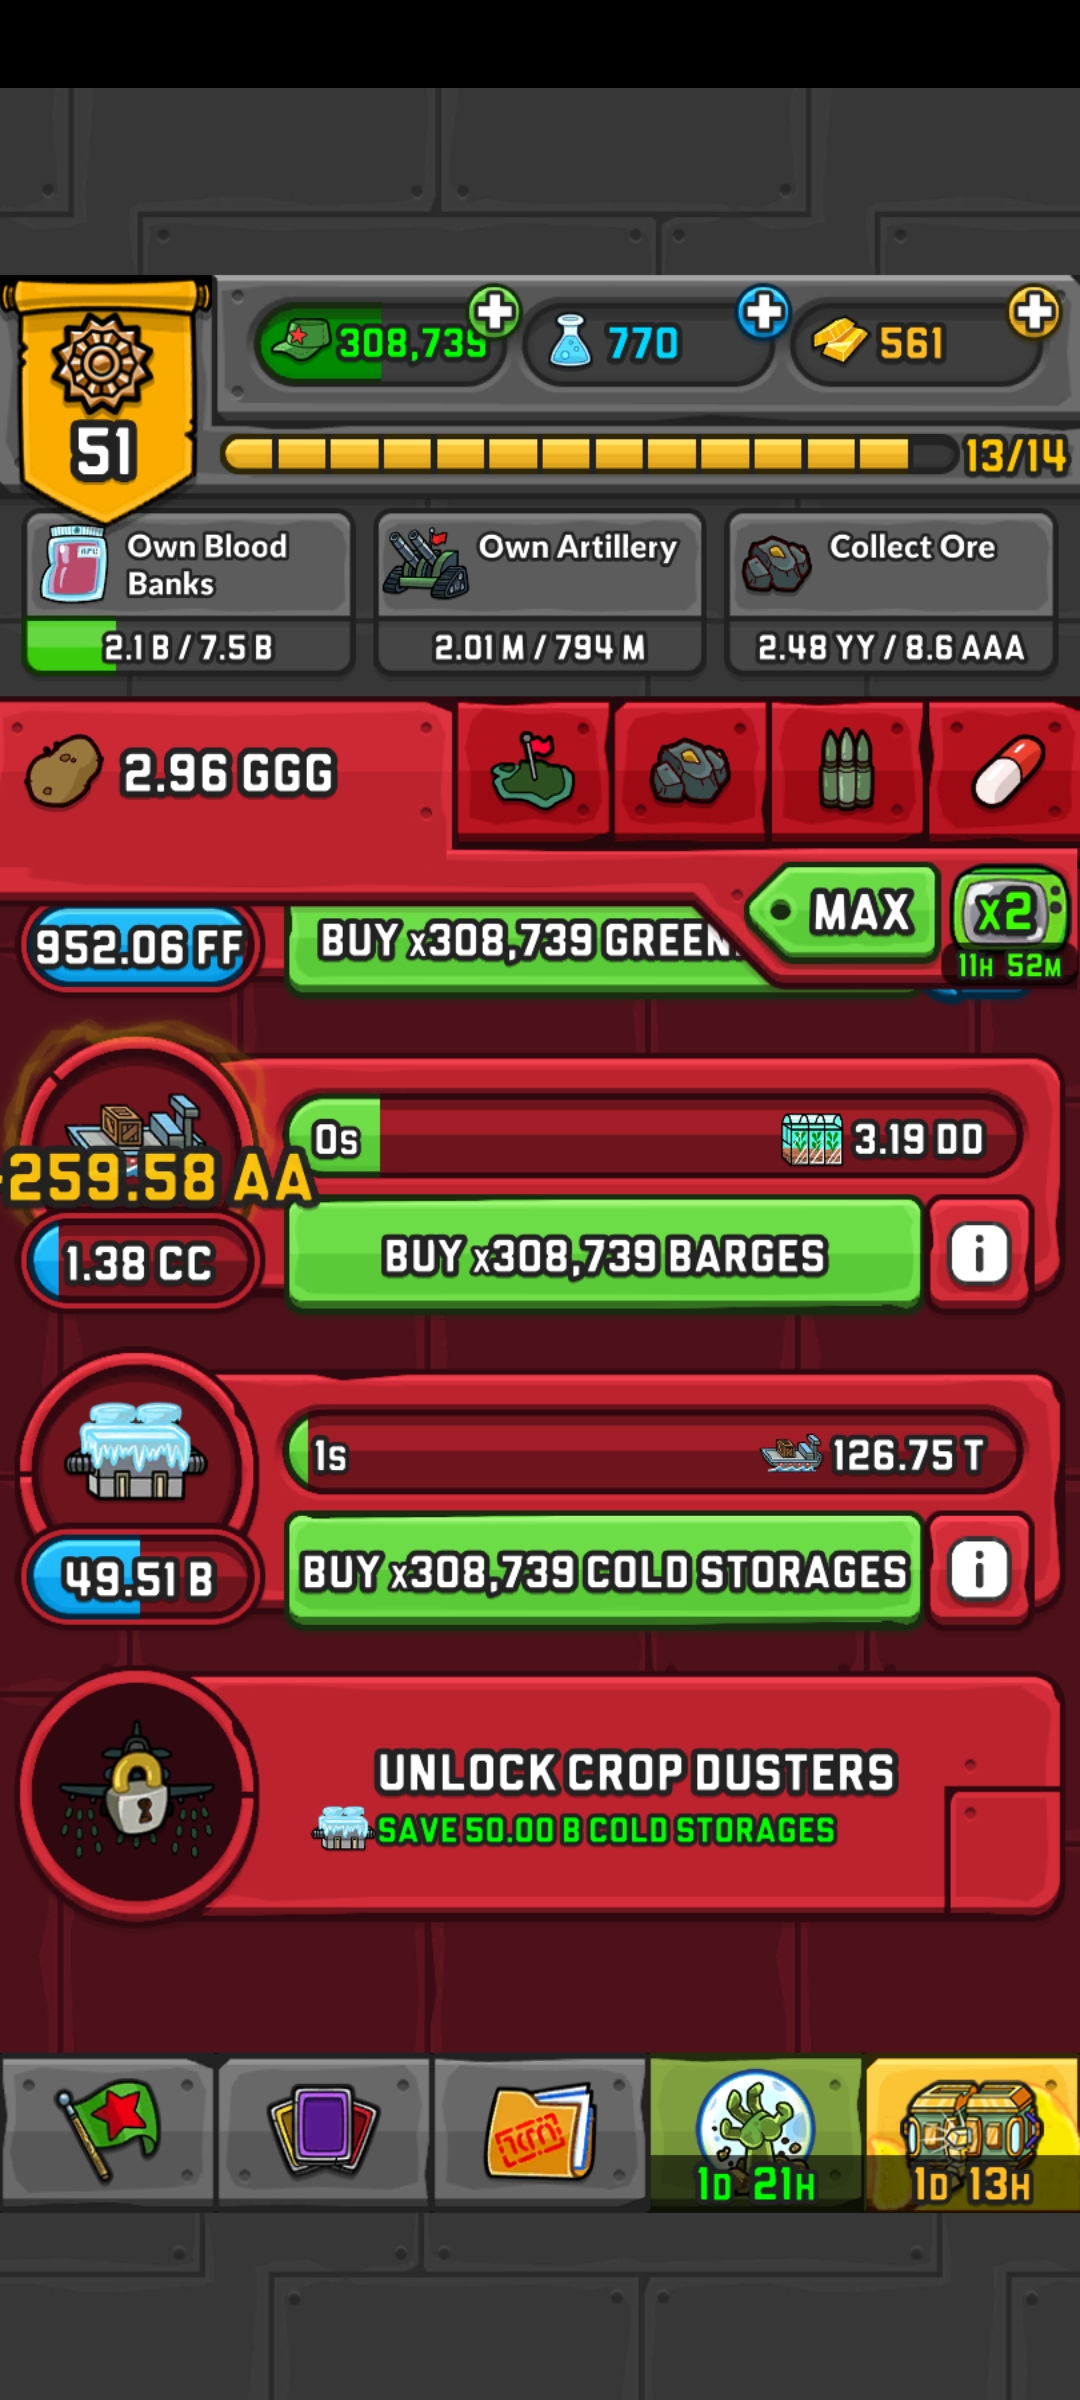 308,739
770
561
51
13/14
Own Blood
Banks
Own Artillery
Collect Ore
2.1 B / 7.5 B
2.01 M / 794 M
2.48 YY / 8.6 AAA
2.96 GGG
MAX
x2
11H 52M
952.06 FF
BUY x308,739 GREEN
0s
3.19 DD
259.58 AA
1.38 CC
BUY x308,739 BARGES
i
1s
126.75 T
49.51 B
BUY x308,739 COLD STORAGES
i
UNLOCK CROP DUSTERS
SAVE 50.00 B COLD STORAGES
1D 21H
1D 13H